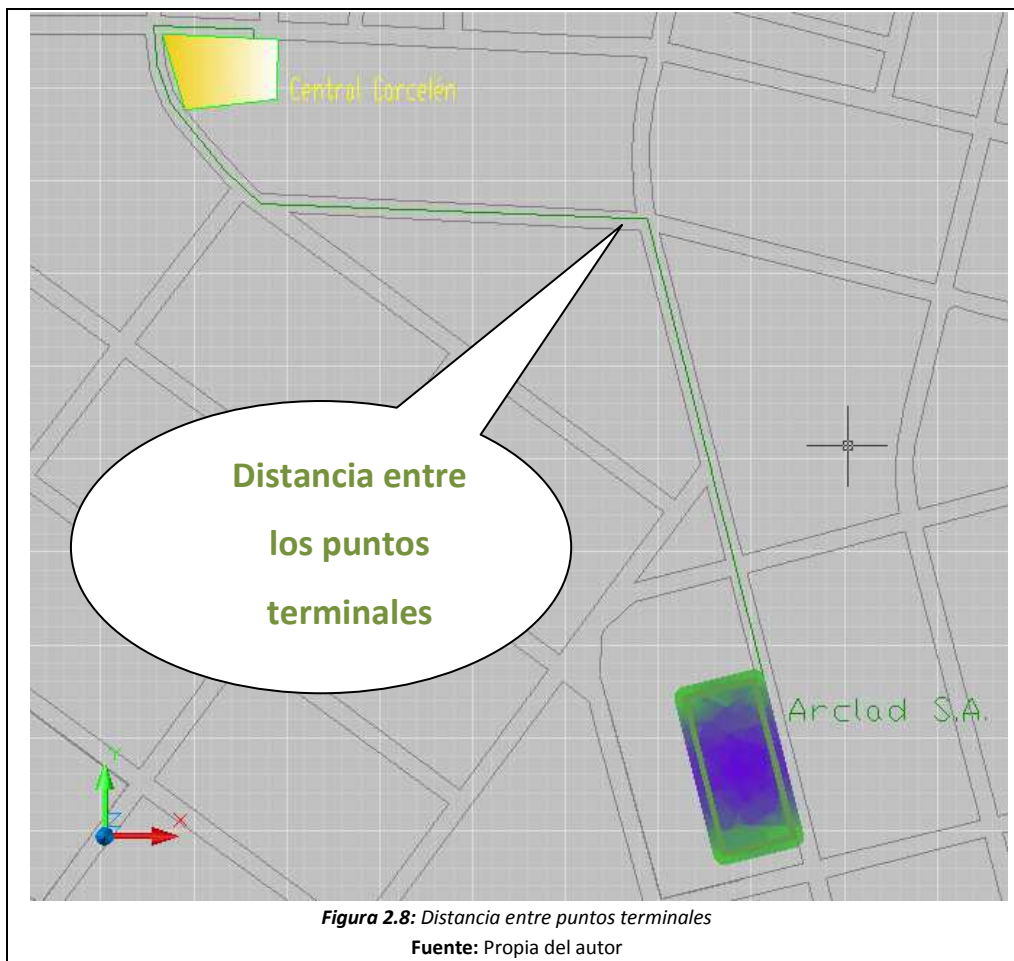 Central Carcelén
Distancia entre
los puntos
terminales
Arclad S.A.
Y
Z
X
Figura 2.8: Distancia entre puntos terminales
Fuente: Propia del autor